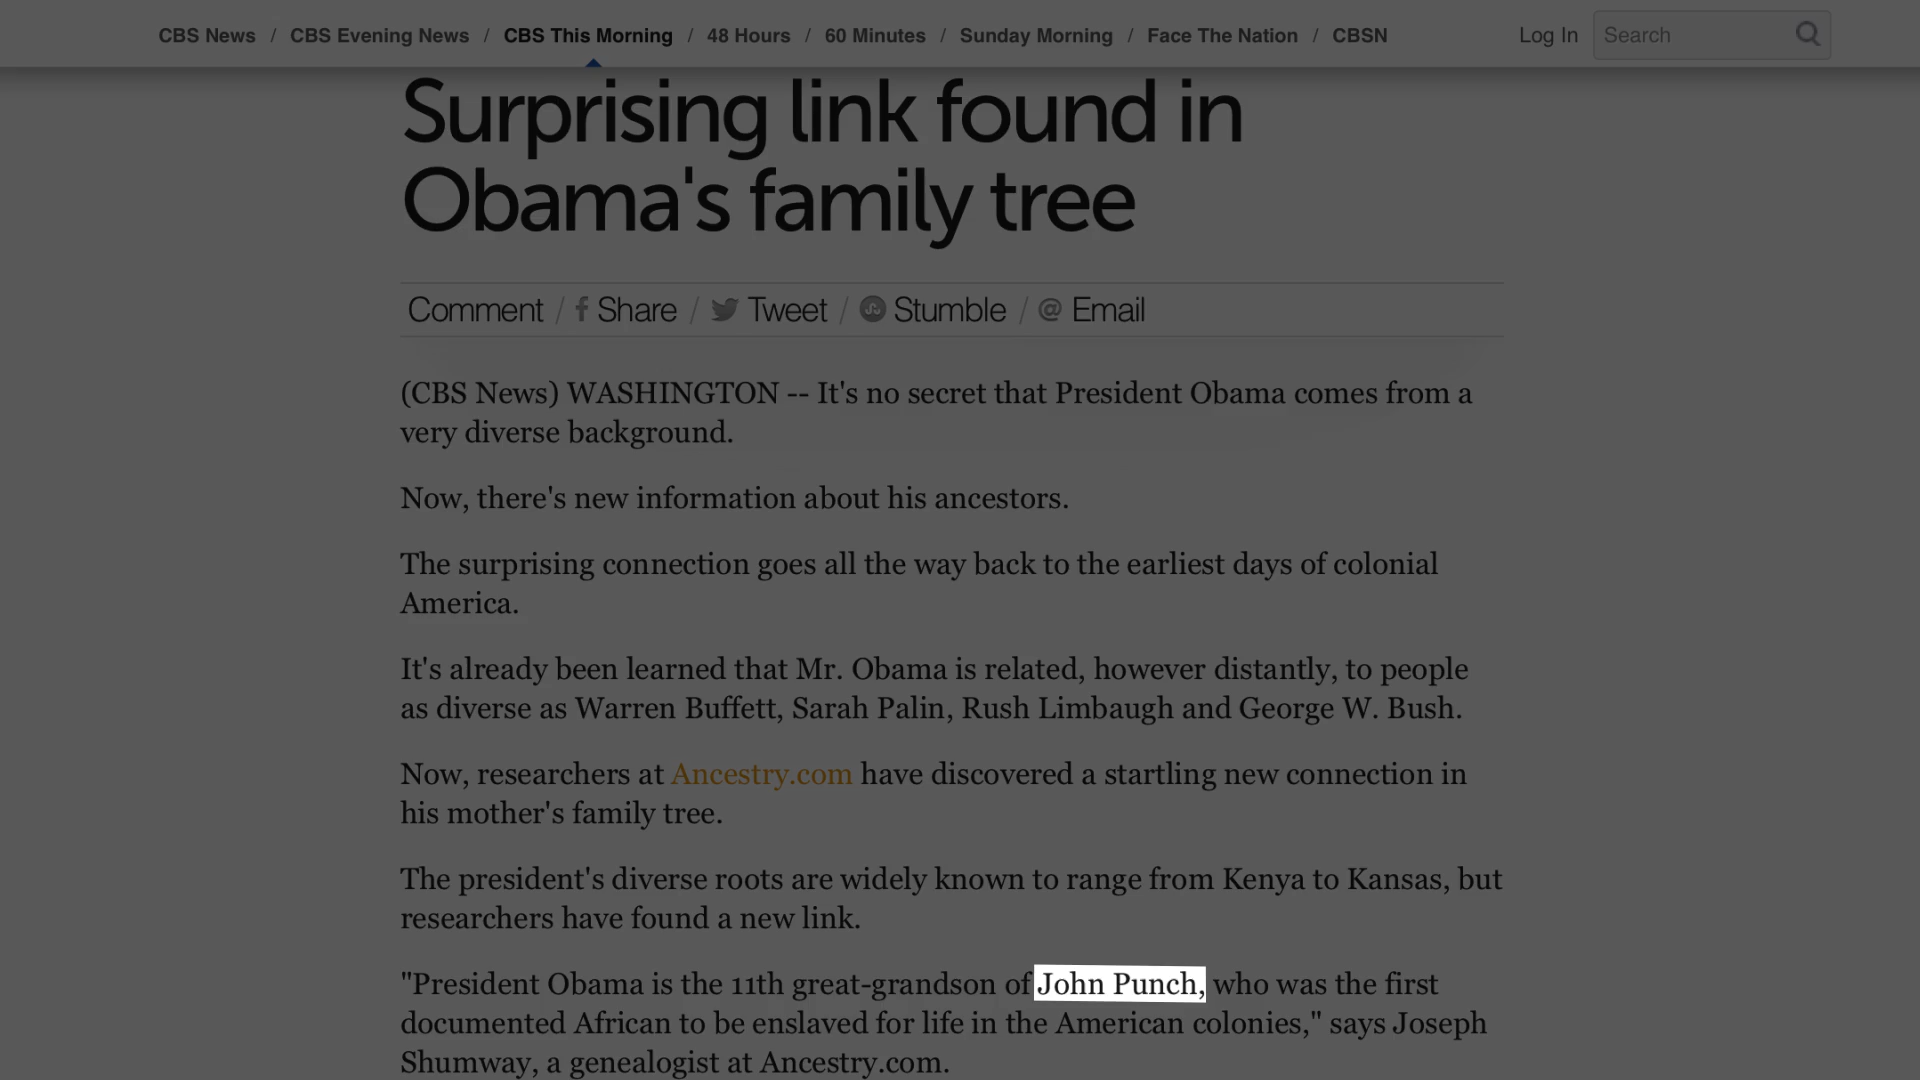 CBS News / CBS Evening News / CBS This Morning / 48 Hours / 60 Minutes / Sunday Morning / Face The Nation / CBSN Log In Search
Surprising link found in
Obama's family tree
Comment / Share / Tweet / Stumble / @ Email
(CBS News) WASHINGTON -- It's no secret that President Obama comes from a
very diverse background.
Now, there's new information about his ancestors.
The surprising connection goes all the way back to the earliest days of colonial
America.
It's already been learned that Mr. Obama is related, however distantly, to people
as diverse as Warren Buffett, Sarah Palin, Rush Limbaugh and George W. Bush.
Now, researchers at Ancestry.com have discovered a startling new connection in
his mother's family tree.
The president's diverse roots are widely known to range from Kenya to Kansas, but
researchers have found a new link.
"President Obama is the 11th great-grandson of John Punch, who was the first
documented African to be enslaved for life in the American colonies," says Joseph
Shumway, a genealogist at Ancestry.com.